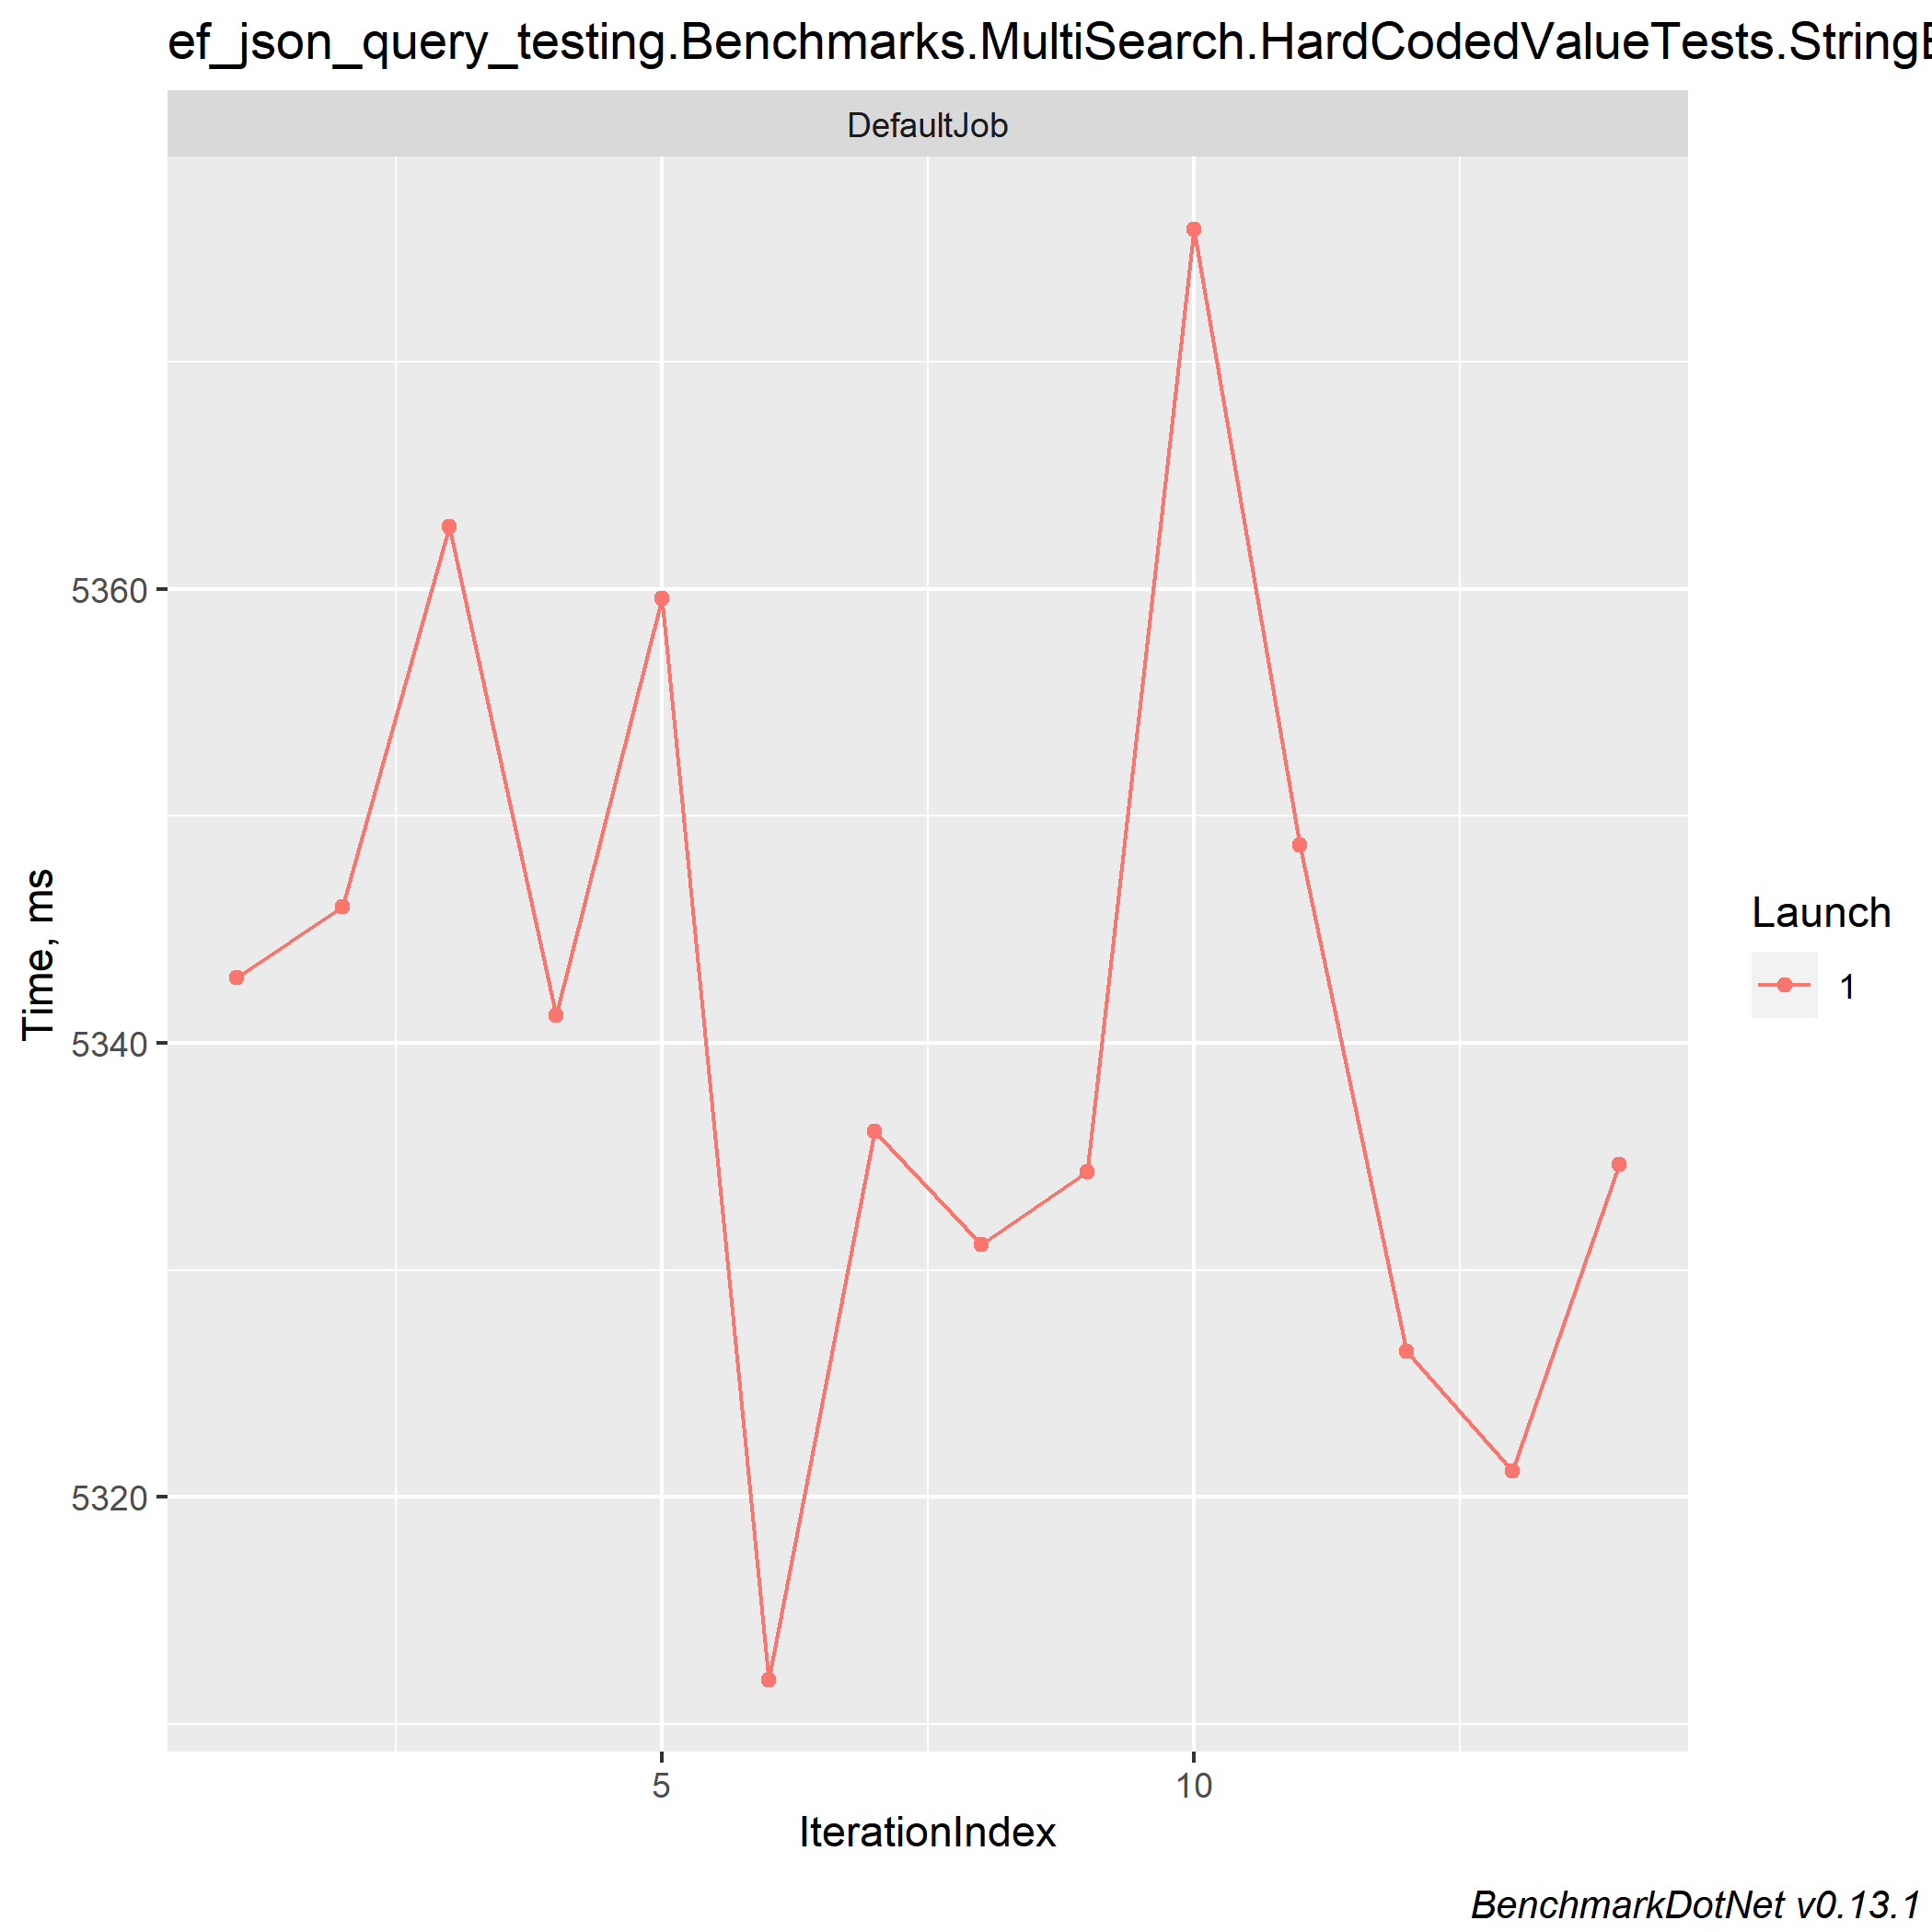 ef_json_query_testing.Benchmarks.MultiSearch.HardCodedValueTests.String
DefaultJob
5360
5340
5320
Time, ms
5
10
IterationIndex
Launch
1
BenchmarkDotNet v0.13.1